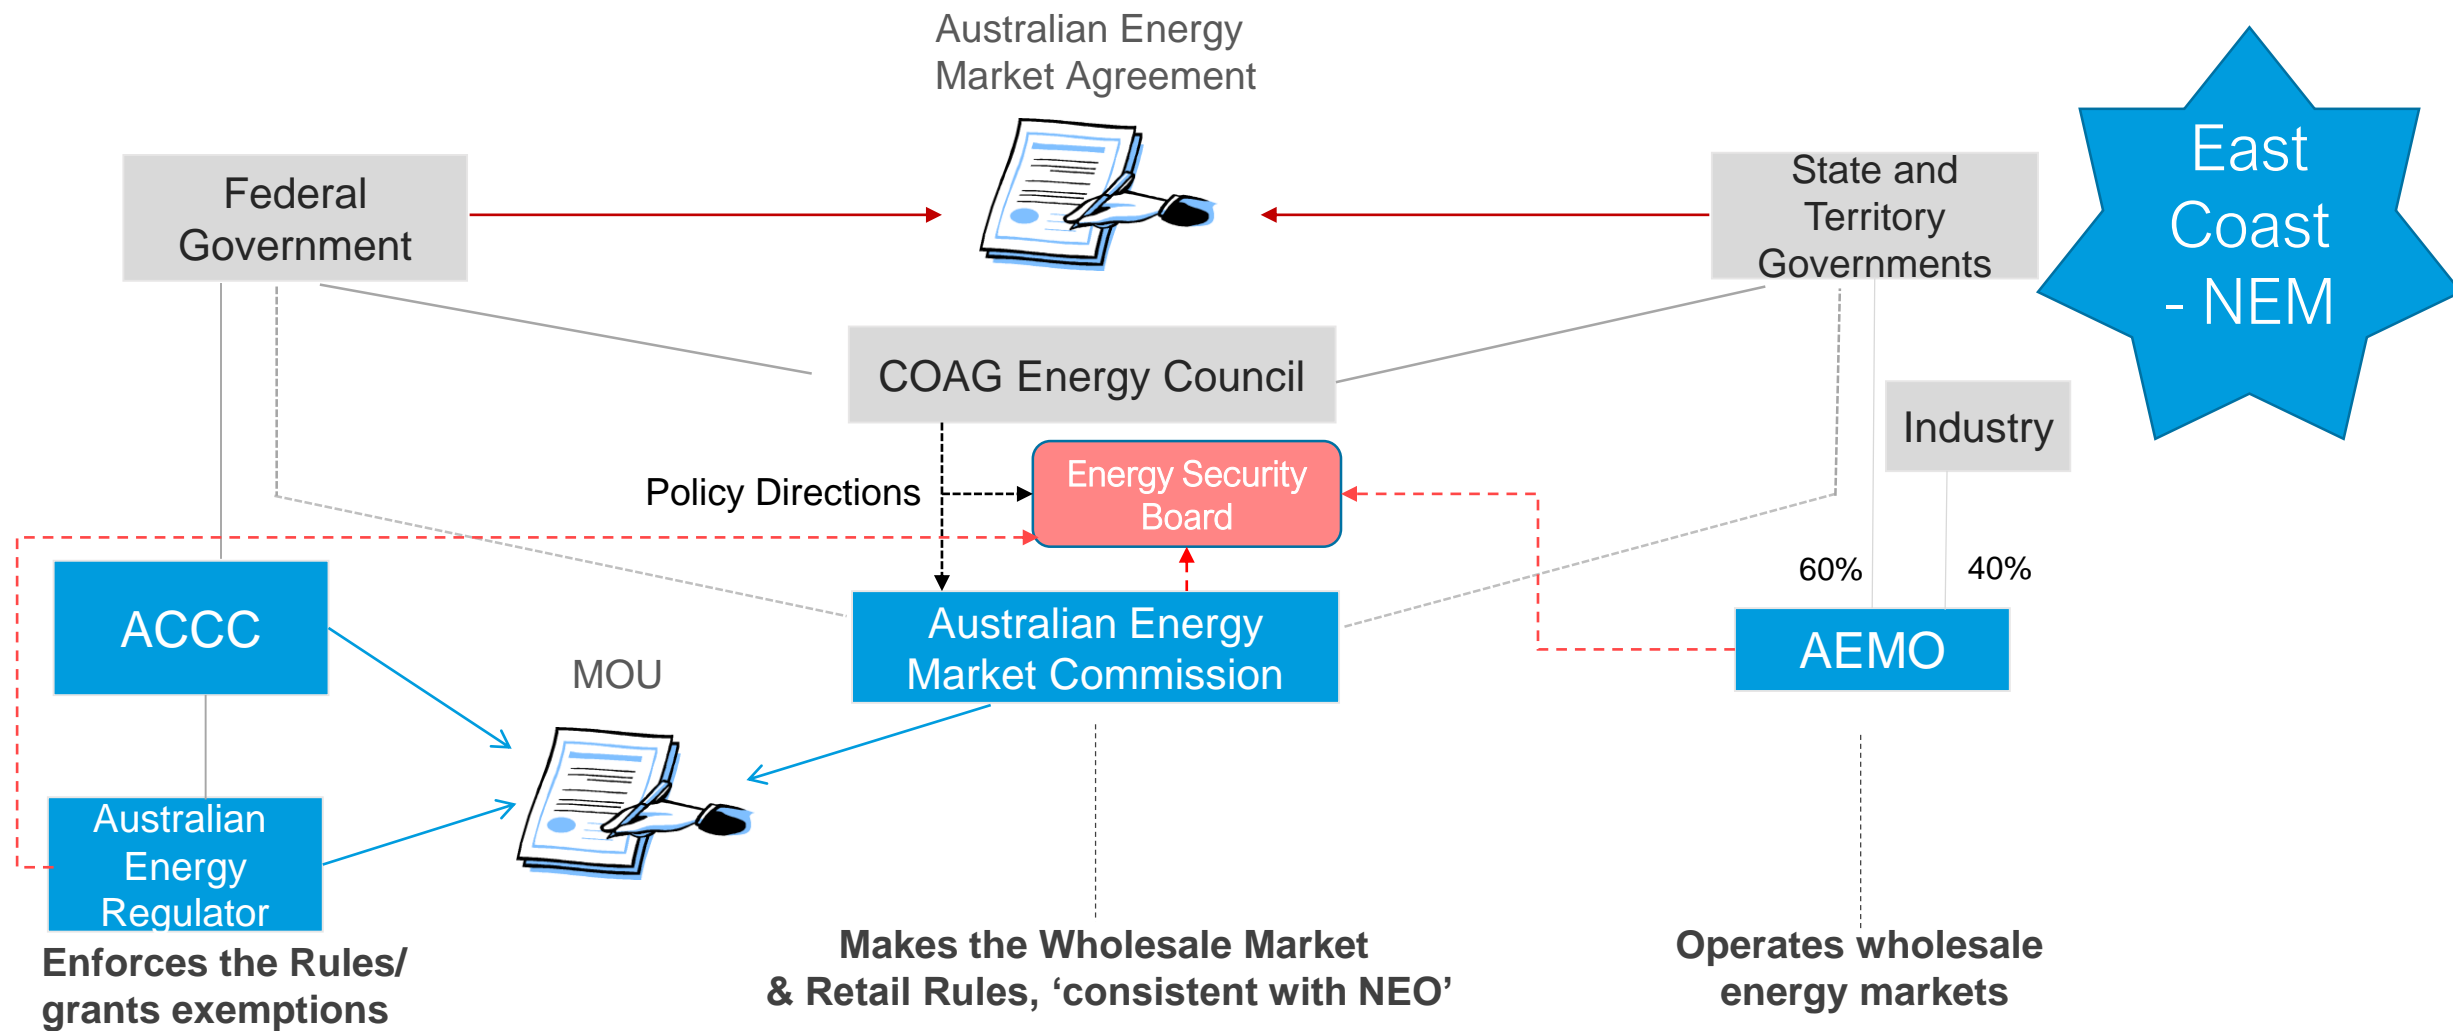 Australian Energy
Market Agreement
Federal
Government
State and
Territory
Governments
East
Coast
- NEM
COAG Energy Council
Industry
Policy Directions
Energy Security
Board
60%
40%
ACCC
MOU
Australian Energy
Market Commission
AEMO
Australian
Energy
Regulator
Enforces the Rules/
grants exemptions
Makes the Wholesale Market
& Retail Rules, ‘consistent with NEO’
Operates wholesale
energy markets